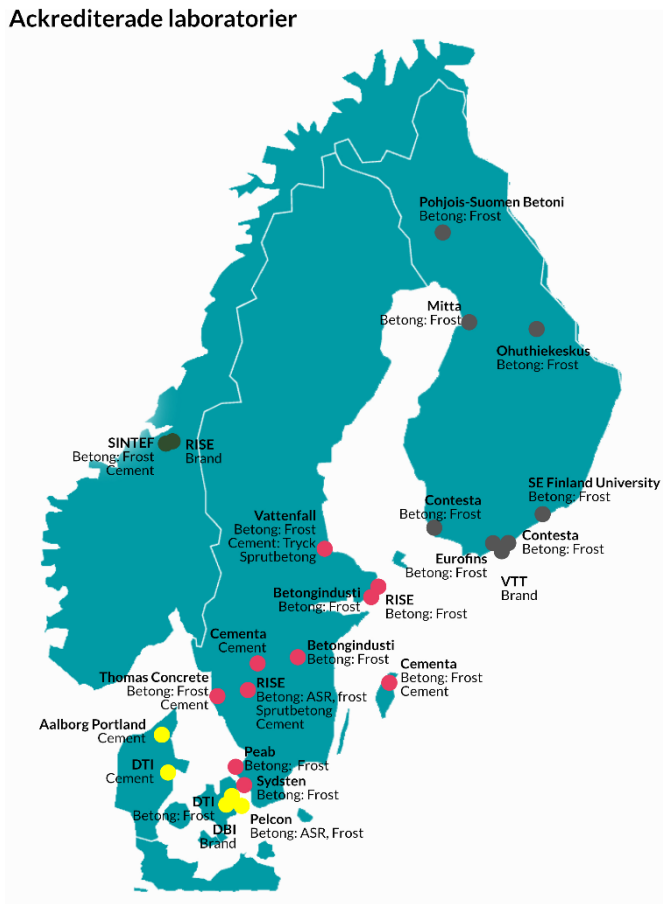 Ackrediterade laboratorier
Pohjois-Suomen Betoni
Betong: Frost
Mitta
Betong: Frost
Ohuthiekeskus
Betong: Frost
SINTEF
Betong: Frost
Cement
RISE
Brand
SE Finland University
Betong: Frost
Contesta
Betong: Frost
Vattenfall
Betong: Frost
Cement: Tryck
Sprutbetong
Contesta
Betong: Frost
Eurofins
Betong: Frost
VTT
Brand
Betongindusti
Betong: Frost
RISE
Betong: Frost
Cementa
Cement
Betongindusti
Betong: Frost
Cementa
Betong: Frost
Cement
Thomas Concrete
Betong: Frost
Cement
RISE
Betong: ASR, frost
Sprutbetong
Cement
Aalborg Portland
Cement
DTI
Cement
Peab
Betong: Frost
Sydsten
Betong: Frost
DTI
Betong: Frost
DBI
Brand
Pelcon
Betong: ASR, Frost